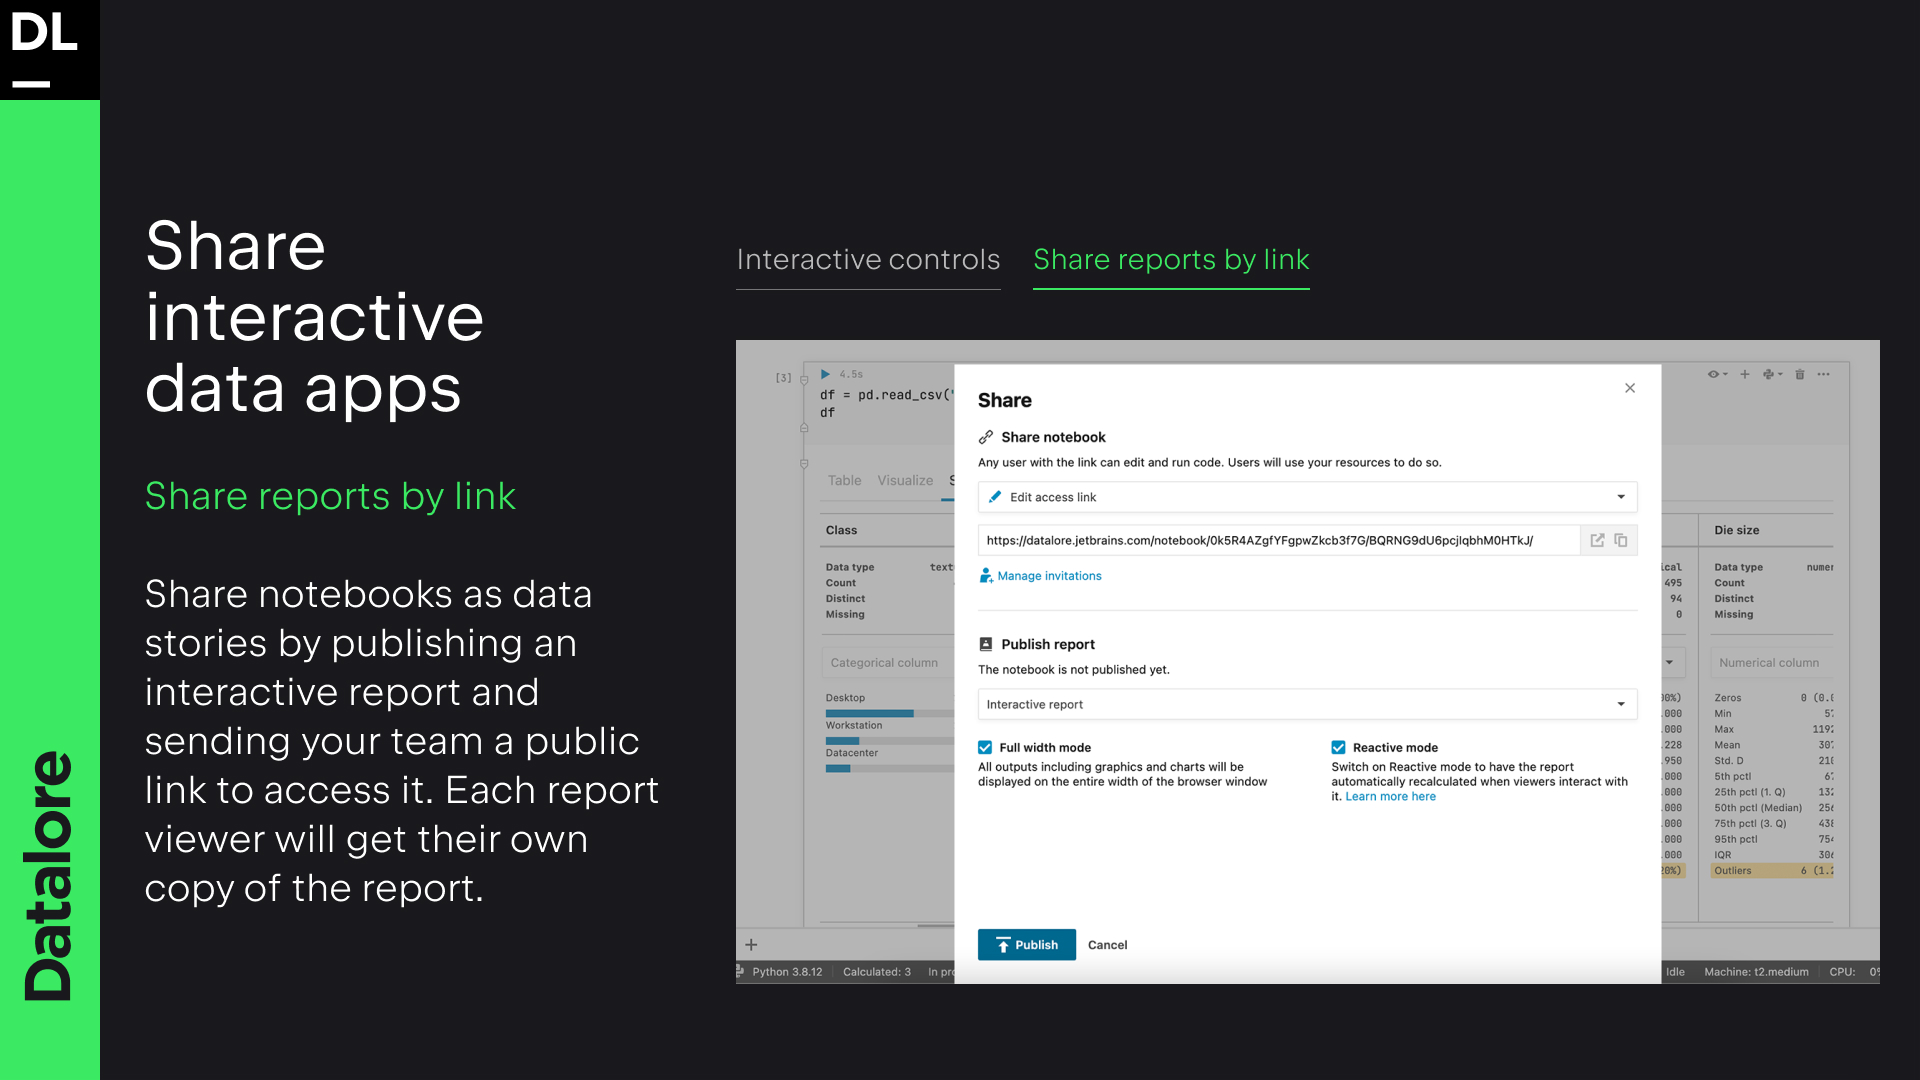 DL
Datalore
Share
interactive
data apps
Share reports by link
Share notebooks as data
stories by publishing an
interactive report and
sending your team a public
link to access it. Each report
viewer will get their own
copy of the report.
Interactive controls
Share reports by link
[3]
4.5s
df = pd.read_csv('
df
Table
Visualize
Class
Data type
Count
Distinct
Missing
Categorical column
Desktop
Workstation
Datacenter
Share
Share notebook
Any user with the link can edit and run code. Users will use your resources to do so.
Edit access link
https://datalore.jetbrains.com/notebook/0k5R4AZgfYFgpwZkcb3f7G/BQRNG9dU6pcjIqbhM0HTkJ/
Manage invitations
Publish report
The notebook is not published yet.
Interactive report
Full width mode
All outputs including graphics and charts will be
displayed on the entire width of the browser window
Reactive mode
Switch on Reactive mode to have the report
automatically recalculated when viewers interact with
it. Learn more here
Publish
Cancel
495
94
0
Die size
Data type
Count
Distinct
Missing
Numerical column
Zeros 0 (0.0
Min
Max
Mean
Std. D
5th pctl
25th pctl (1. Q)
50th pctl (Median)
75th pctl (3. Q)
95th pctl
IQR
Outliers 6 (1.2
Python 3.8.12
Calculated: 3
Idle
Machine: t2.medium
CPU: